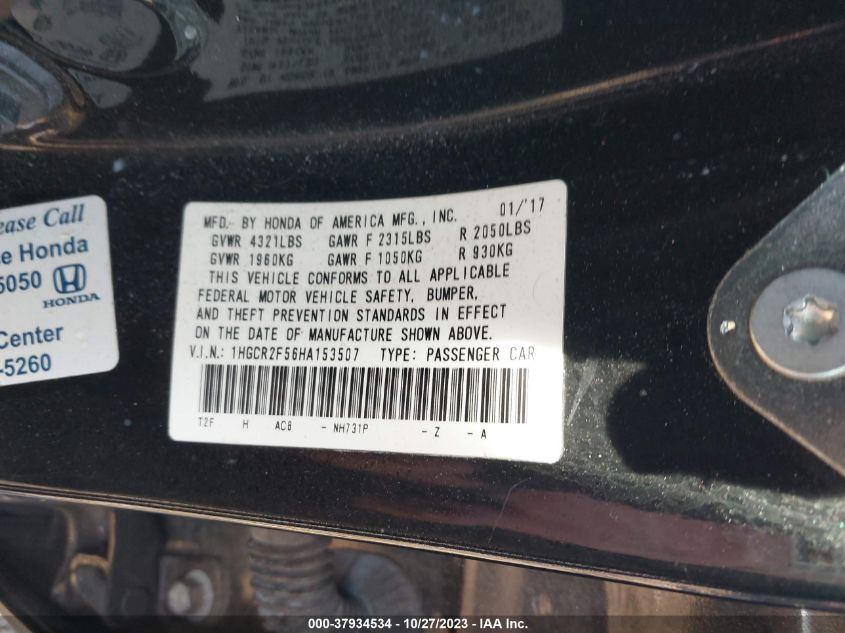 ease Call
e Honda
5050
HONDA
Center
-5260
MFD. BY HONDA OF AMERICA MFG., INC. 01/'17
GVWR 4321LBS GAWR F 2315LBS R 2050LBS
GVWR 1960KG GAWR F 1050KG R 930KG
THIS VEHICLE CONFORMS TO ALL APPLICABLE
FEDERAL MOTOR VEHICLE SAFETY, BUMPER,
AND THEFT PREVENTION STANDARDS IN EFFECT
ON THE DATE OF MANUFACTURE SHOWN ABOVE.
V.I.N.: 1HGCR2F56HA153507 TYPE: PASSENGER CAR
T2F H AC8 - NH731P - Z - A
000-37934534 - 10/27/2023 - IAA Inc.